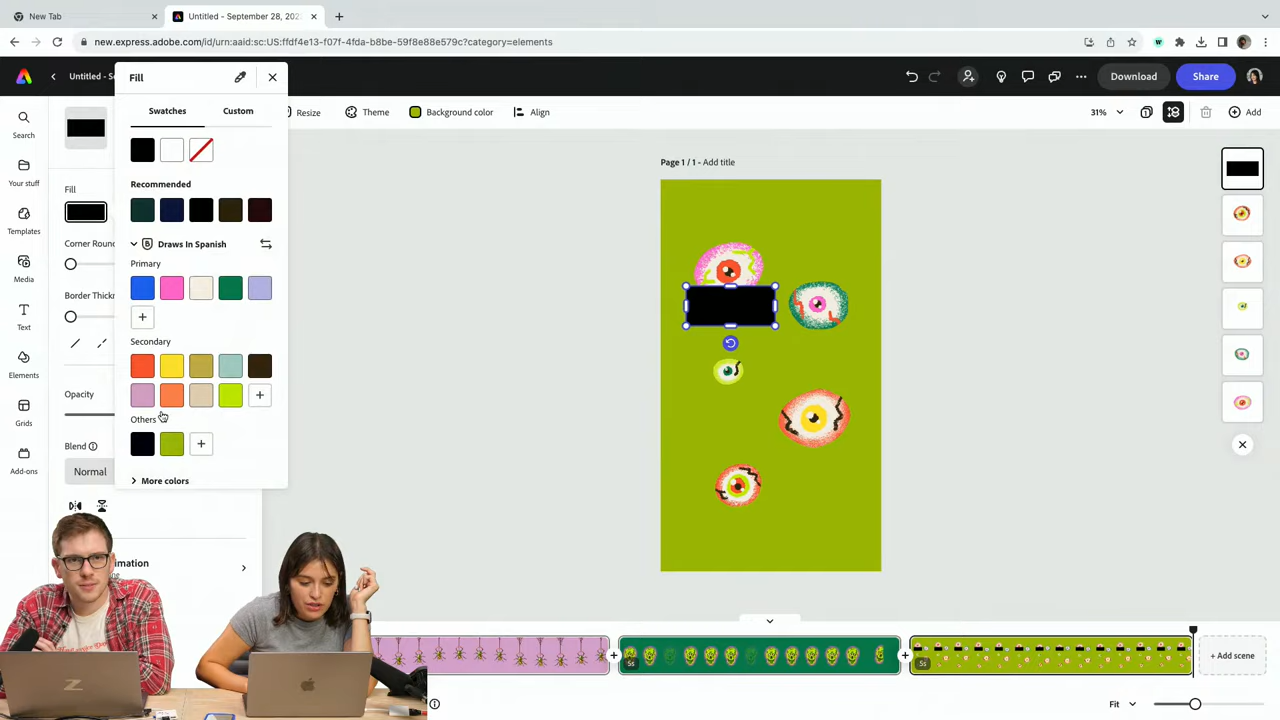 New Tab
Untitled - September 28, 202
new.express.adobe.com/id/urn:aaid:sc:US:ffdf4e13-f07f-4fda-b8be-59f8e88e579c?category=elements
Untitled - S
Download
Share
Fill
Swatches
Custom
Resize
Theme
Background color
Align
31%
1
Add
Search
Your stuff
Templates
Media
Text
Elements
Grids
Add-ons
Fill
Corner Roun
Border Thick
Opacity
Blend
Normal
Recommended
Draws In Spanish
Primary
Secondary
Others
More colors
Page 1 / 1 - Add title
mation
5s
5s
+ Add scene
Fit